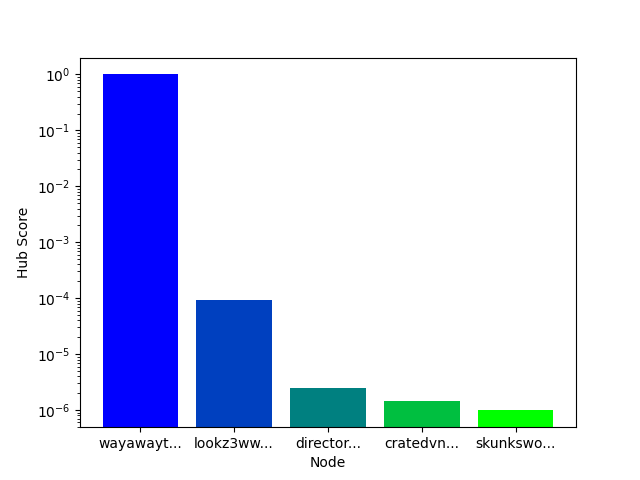 Hub Score
10⁰
10⁻¹
10⁻²
10⁻³
10⁻⁴
10⁻⁵
10⁻⁶
wayawayt... lookz3ww... director... cratedvn... skunkswo...
Node